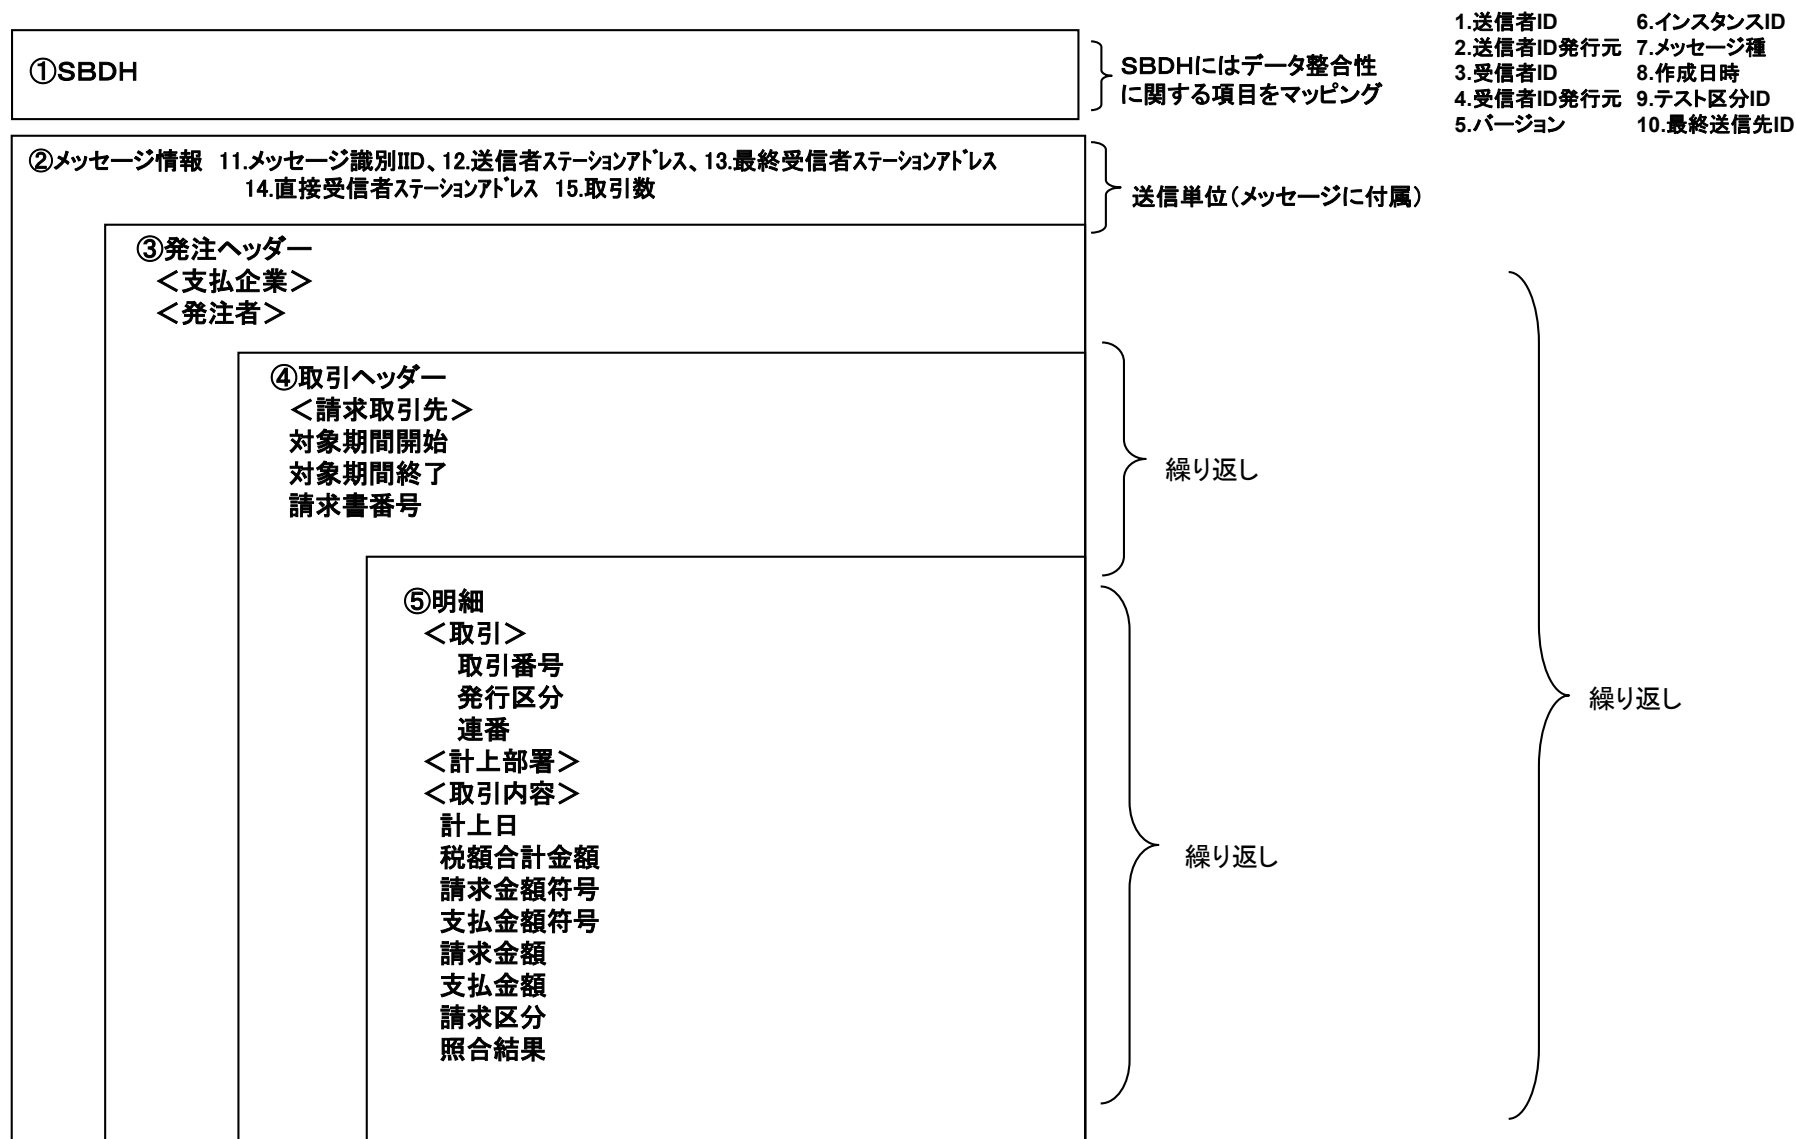 1.送信者ID 6.インスタンスID
2.送信者ID発行元 7.メッセージ種
3.受信者ID 8.作成日時
4.受信者ID発行元 9.テスト区分ID
5.バージョン 10.最終送信先ID
①SBDH
SBDHにはデータ整合性
に関する項目をマッピング
②メッセージ情報 11.メッセージ識別IID、12.送信者ステーションアドレス、13.最終受信者ステーションアドレス
14.直接受信者ステーションアドレス 15.取引数
送信単位(メッセージに付属)
③発注ヘッダー
＜支払企業＞
＜発注者＞
④取引ヘッダー
＜請求取引先＞
対象期間開始
対象期間終了
請求書番号
繰り返し
⑤明細
＜取引＞
取引番号
発行区分
連番
＜計上部署＞
＜取引内容＞
計上日
税額合計金額
請求金額符号
支払金額符号
請求金額
支払金額
請求区分
照合結果
繰り返し
繰り返し